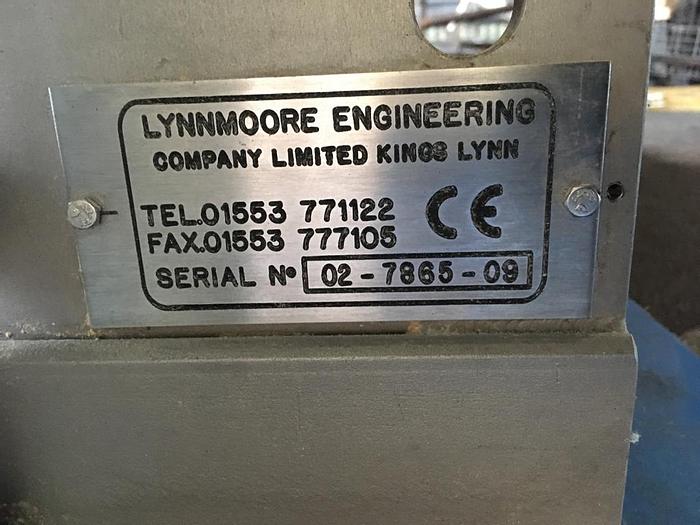 LYNNMOORE ENGINEERING
COMPANY LIMITED KINGS LYNN
TEL.01553 771122
FAX.01553 777105
CE
SERIAL Nº 02-7865-09